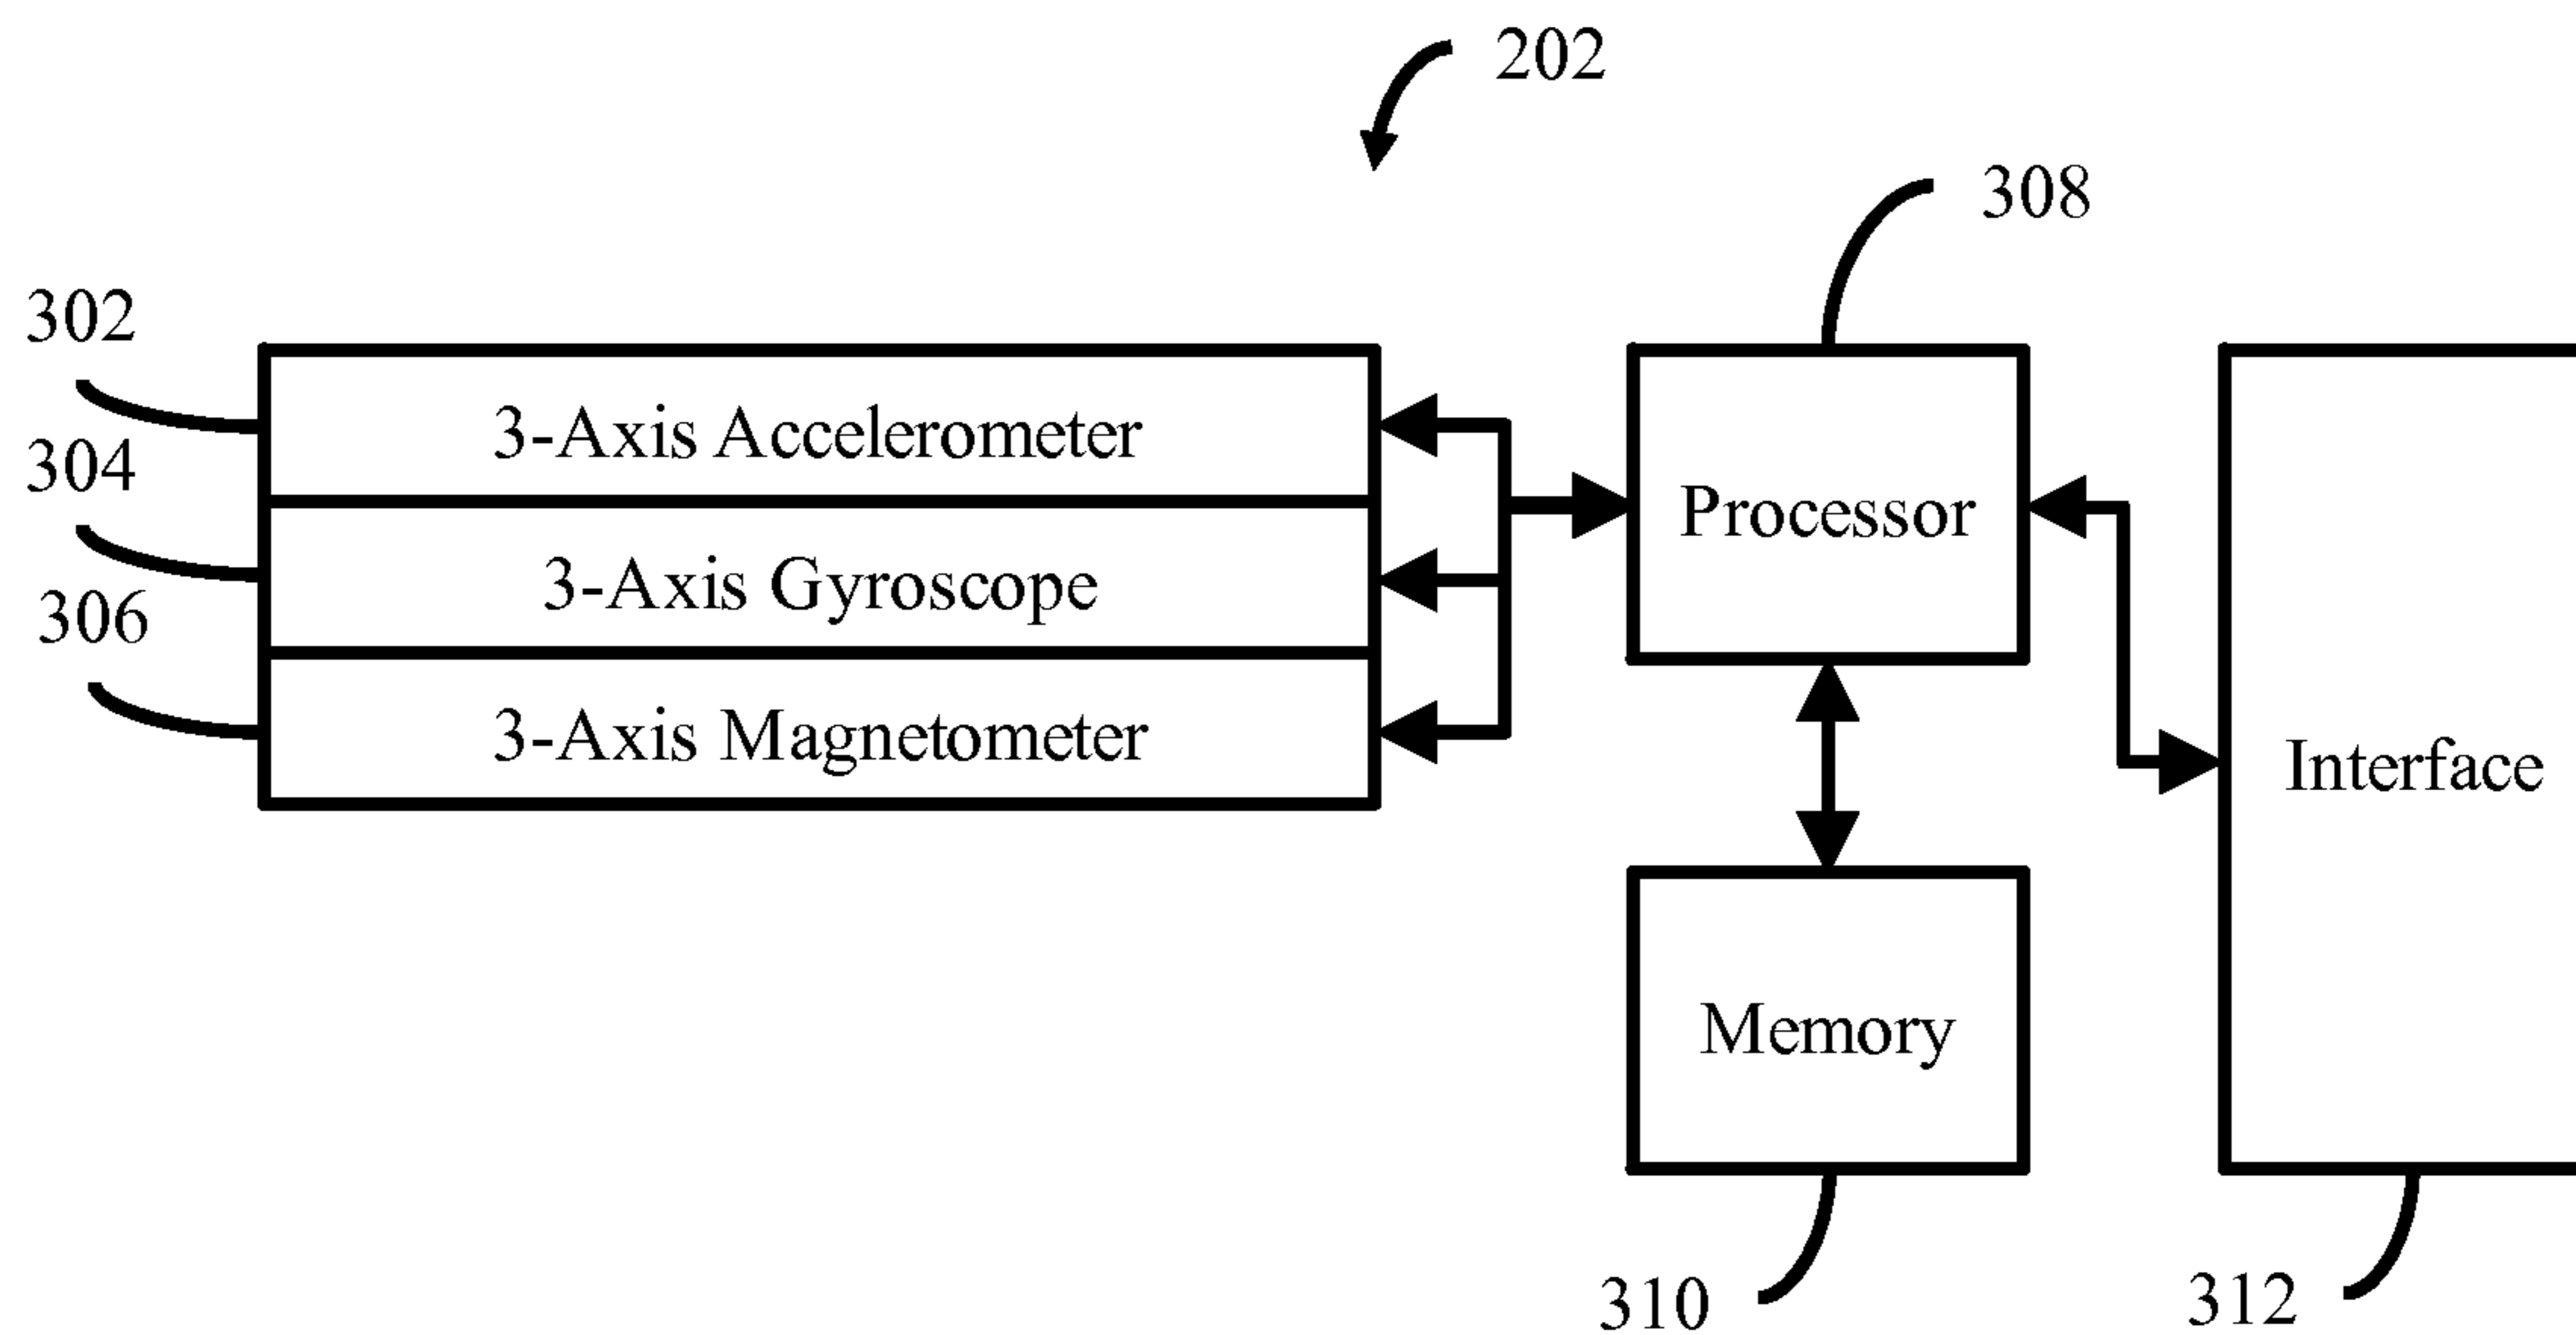 202
308
302
3-Axis Accelerometer
304
Processor
3-Axis Gyroscope
306
3-Axis Magnetometer
Interface
Memory
310
312